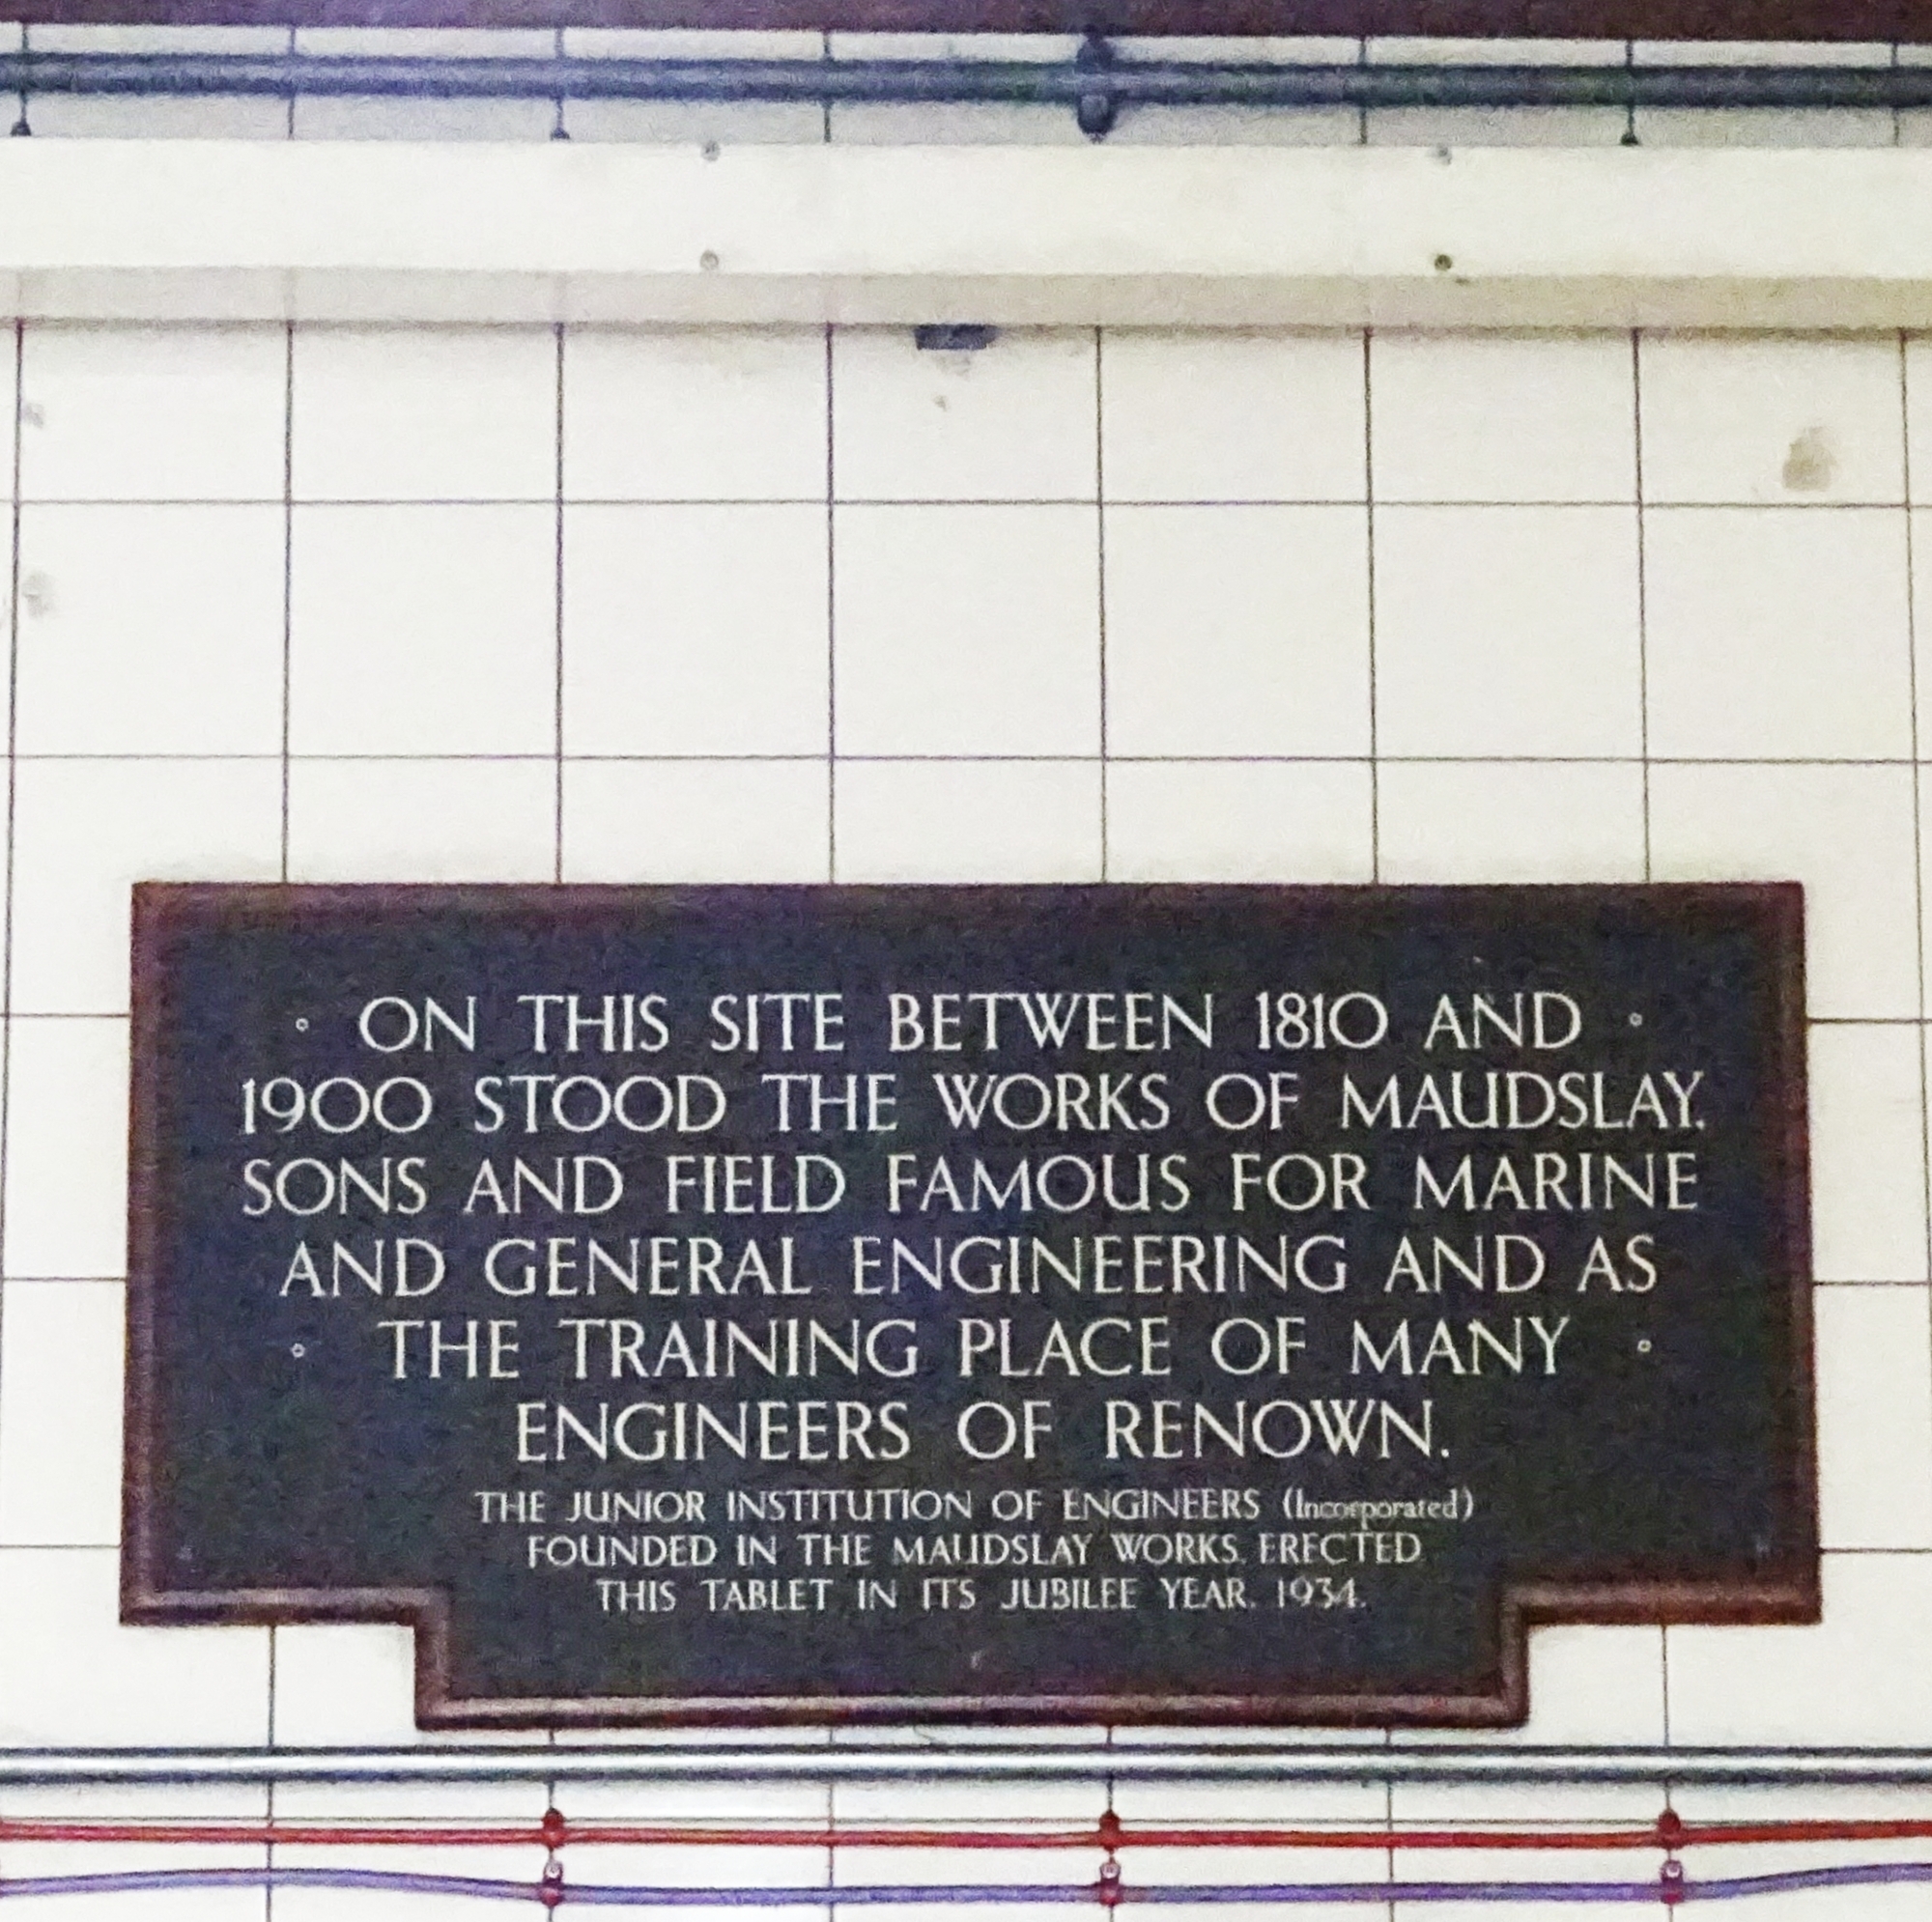 ON THIS SITE BETWEEN 1810 AND
1900 STOOD THE WORKS OF MAUDSLAY,
SONS AND FIELD FAMOUS FOR MARINE
AND GENERAL ENGINEERING AND AS
THE TRAINING PLACE OF MANY
ENGINEERS OF RENOWN.
THE JUNIOR INSTITUTION OF ENGINEERS (Incorporated)
FOUNDED IN THE MAUDSLAY WORKS, ERECTED
THIS TABLET IN ITS JUBILEE YEAR. 1934.